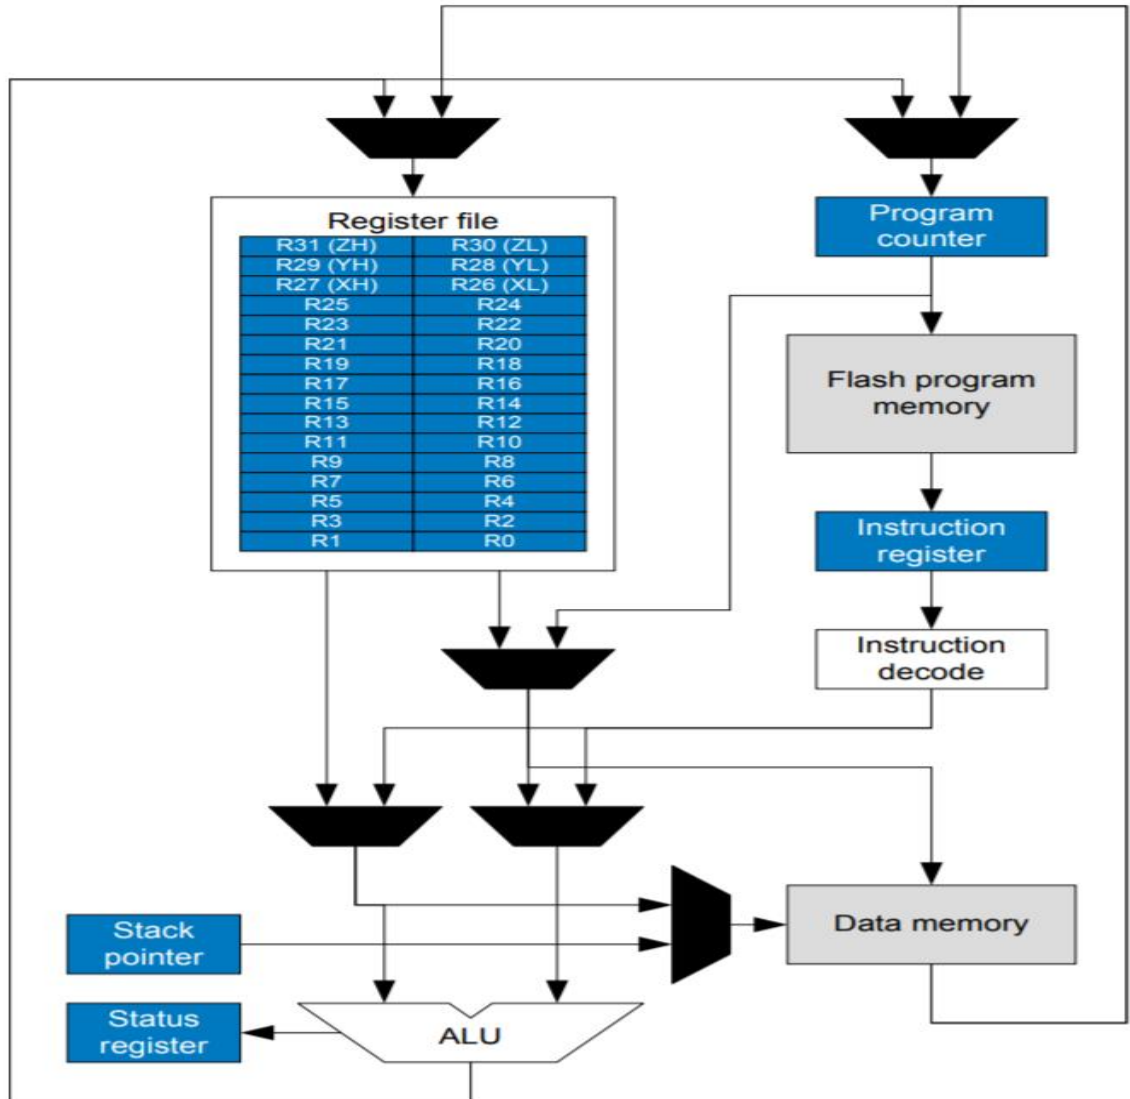 Register file
R31 (ZH) R30 (ZL)
R29 (YH) R28 (YL)
R27 (XH) R26 (XL)
R25 R24
R23 R22
R21 R20
R19 R18
R17 R16
R15 R14
R13 R12
R11 R10
R9 R8
R7 R6
R5 R4
R3 R2
R1 R0
Program
counter
Flash program
memory
Instruction
register
Instruction
decode
Stack
pointer
Data memory
Status
register
ALU